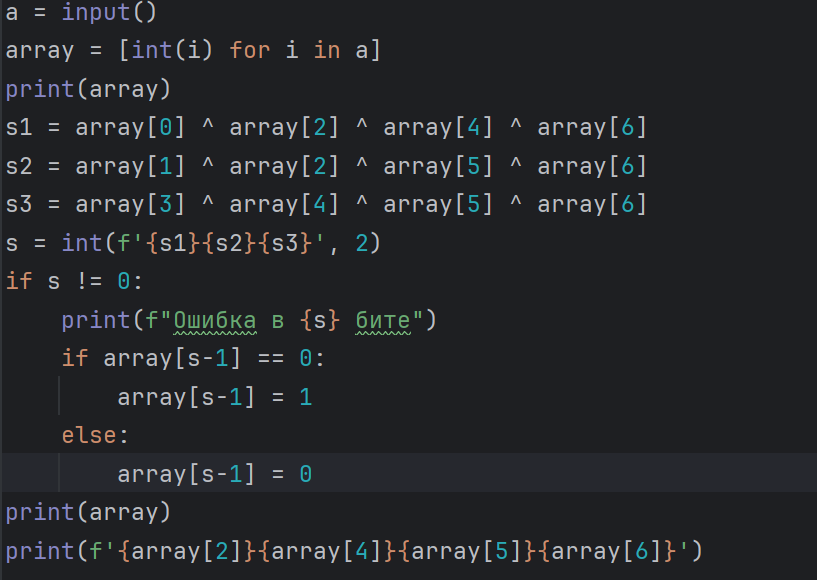 a = input()
array = [int(i) for i in a]
print(array)
s1 = array[0] ^ array[2] ^ array[4] ^ array[6]
s2 = array[1] ^ array[2] ^ array[5] ^ array[6]
s3 = array[3] ^ array[4] ^ array[5] ^ array[6]
s = int(f'{s1}{s2}{s3}', 2)
if s != 0:
    print(f"Ошибка в {s} бите")
    if array[s-1] == 0:
        array[s-1] = 1
    else:
        array[s-1] = 0
print(array)
print(f'{array[2]}{array[4]}{array[5]}{array[6]}')